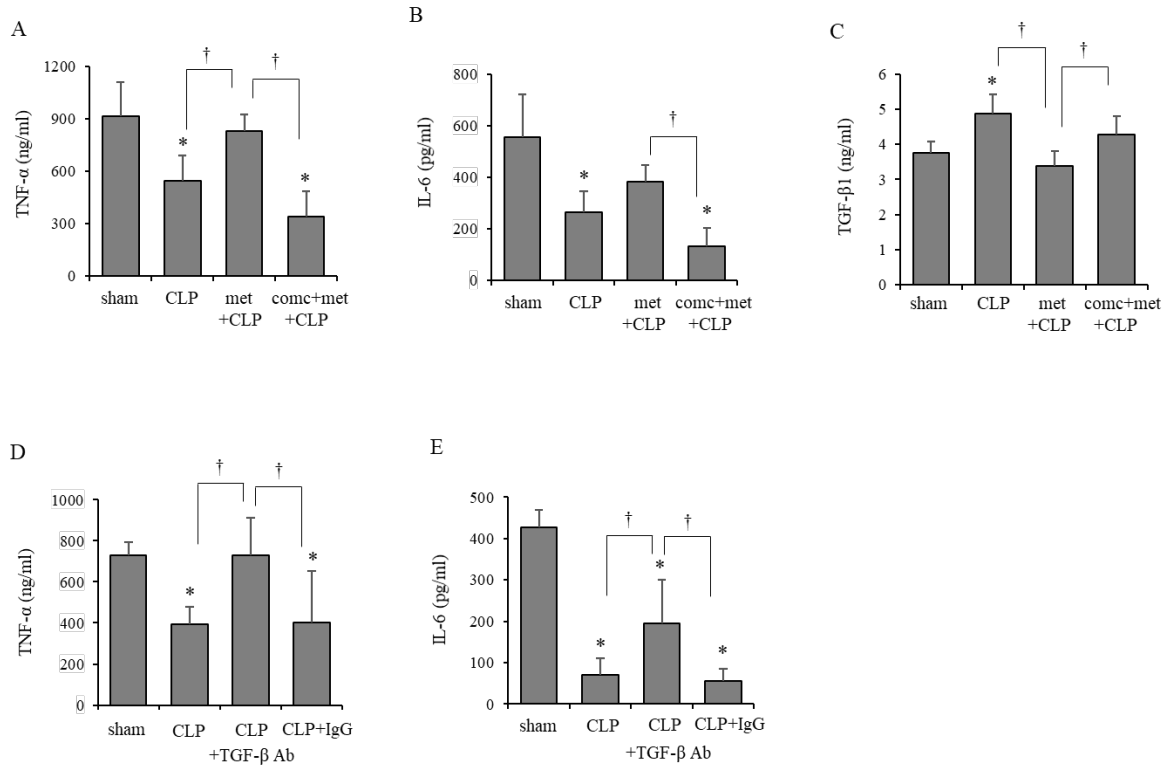 A
TNF-α (ng/ml)
1200
900
600
300
0
†
†
*
*
sham CLP met comc+met
+CLP +CLP
B
IL-6 (pg/ml)
800
600
400
200
0
†
*
*
sham CLP met comc+met
+CLP +CLP
C
TGF-β1 (ng/ml)
6
5
4
3
2
1
0
†
†
*
sham CLP met comc+met
+CLP +CLP
D
TNF-α (ng/ml)
1000
800
600
400
200
0
†
†
*
*
sham CLP CLP CLP+IgG
+TGF-β Ab
E
IL-6 (pg/ml)
500
400
300
200
100
0
†
†
*
*
*
sham CLP CLP CLP+IgG
+TGF-β Ab